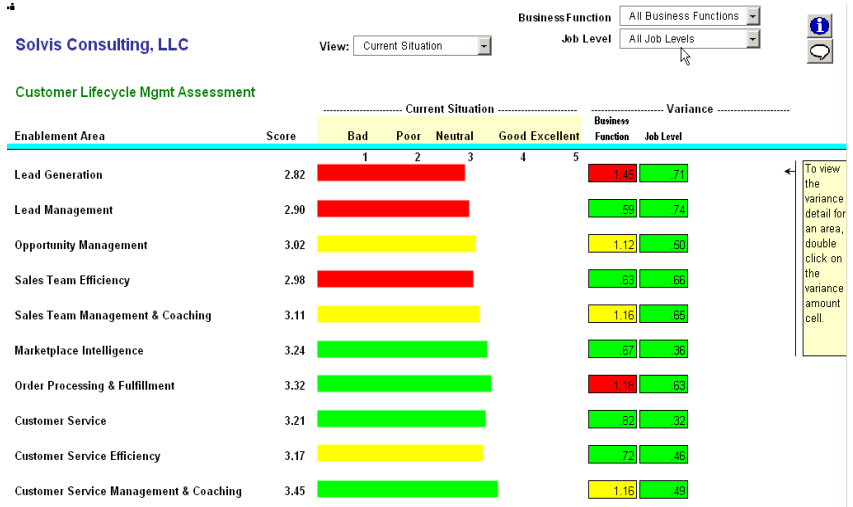 Business Function All Business Functions
Solvis Consulting, LLC
View: Current Situation
Job Level All Job Levels
Customer Lifecycle Mgmt Assessment
Current Situation
Variance
Enablement Area Score Bad Poor Neutral Good Excellent Business Function Job Level
1 2 3 4 5
Lead Generation 2.82 1.45 .71
Lead Management 2.90 .59 .74
Opportunity Management 3.02 1.12 .50
Sales Team Efficiency 2.98 .63 .66
Sales Team Management & Coaching 3.11 1.16 .65
Marketplace Intelligence 3.24 .67 .36
Order Processing & Fulfillment 3.32 1.18 .63
Customer Service 3.21 .82 .32
Customer Service Efficiency 3.17 .72 .46
Customer Service Management & Coaching 3.45 1.16 .49
To view
the
variance
detail for
an area,
double
click on
the
variance
amount
cell.